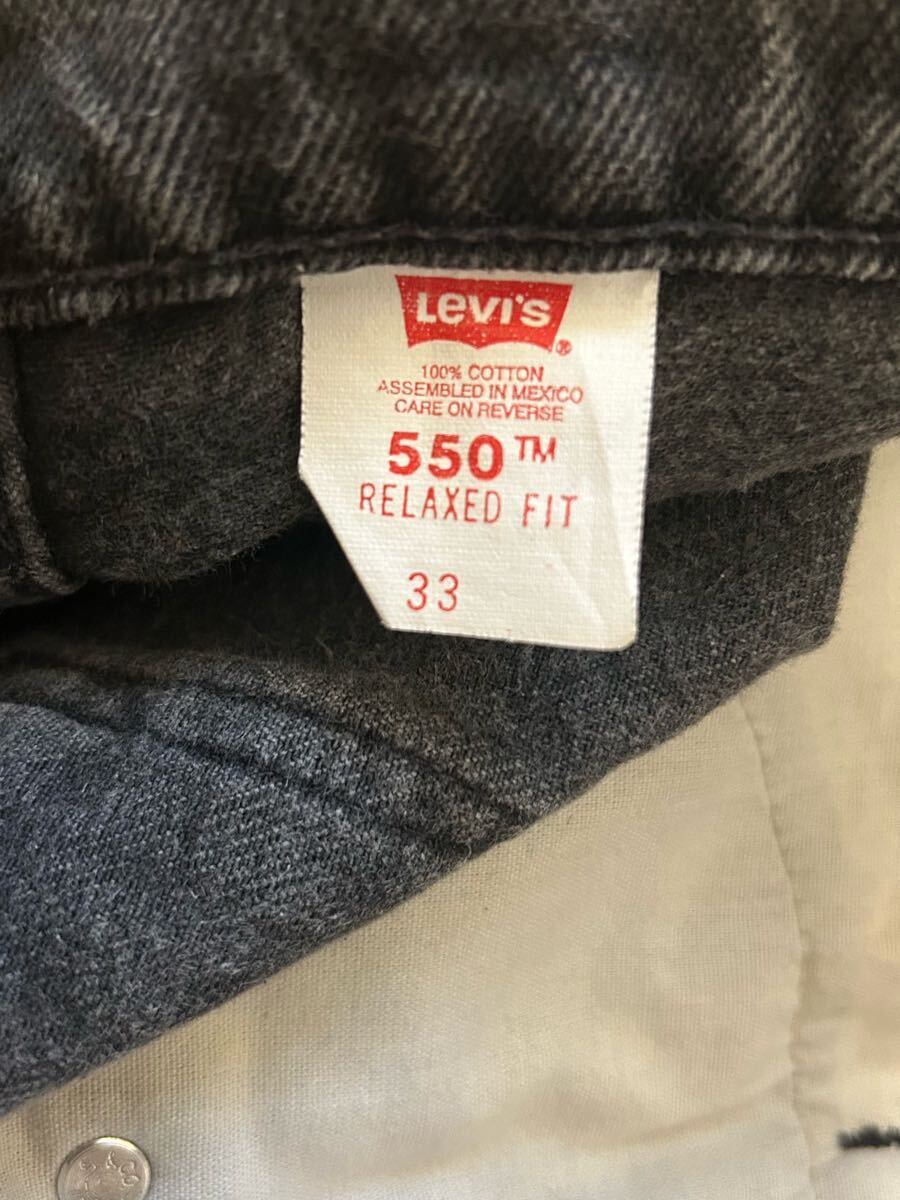 LEVI'S®
100% COTTON
ASSEMBLED IN MEXICO
CARE ON REVERSE
550™
RELAXED FIT
33